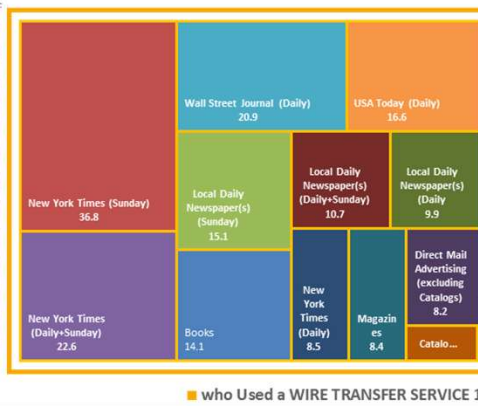 New York Times (Sunday)
36.8
New York Times
(Daily+Sunday)
22.6
Wall Street Journal (Daily)
20.9
USA Today (Daily)
16.6
Local Daily
Newspaper(s)
(Sunday)
15.1
Books
14.1
Local Daily
Newspaper(s)
(Daily+Sunday)
10.7
Local Daily
Newspaper(s)
(Daily
9.9
New
York
Times
(Daily)
8.5
Magazin
es
8.4
Direct Mail
Advertising
(excluding
Catalogs)
8.2
Catalo...
who Used a WIRE TRANSFER SERVICE 1